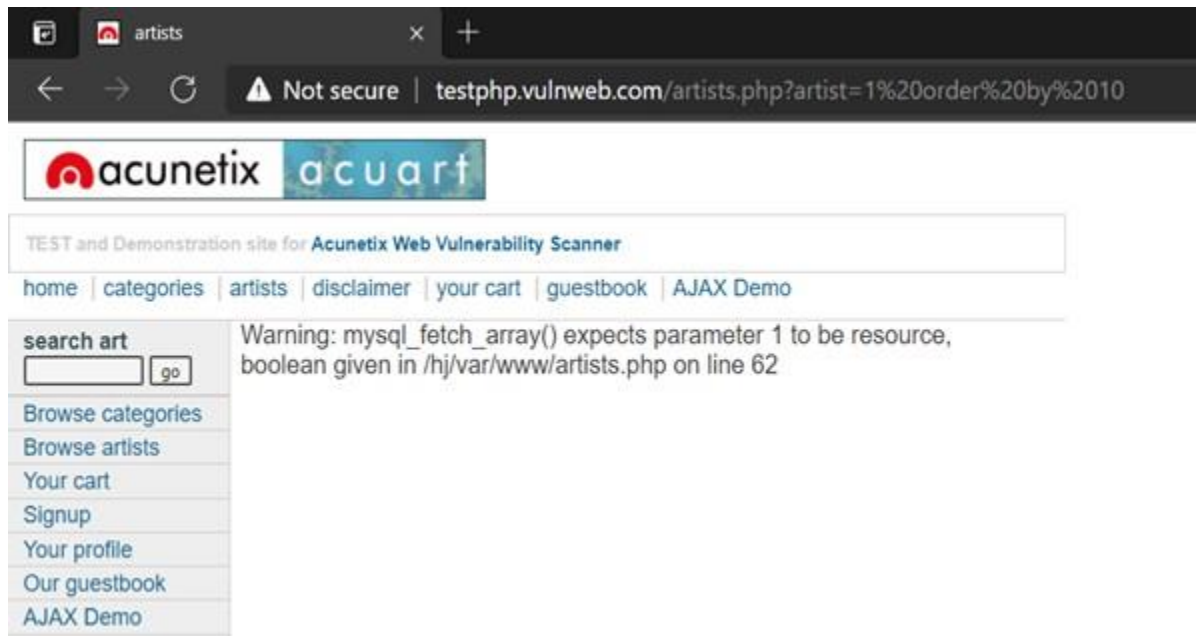 artists
Not secure | testphp.vulnweb.com/artists.php?artist=1%20order%20by%2010
acunetix acuart
TEST and Demonstration site for Acunetix Web Vulnerability Scanner
home | categories | artists | disclaimer | your cart | guestbook | AJAX Demo
search art
go
Warning: mysql_fetch_array() expects parameter 1 to be resource,
boolean given in /hj/var/www/artists.php on line 62
Browse categories
Browse artists
Your cart
Signup
Your profile
Our guestbook
AJAX Demo